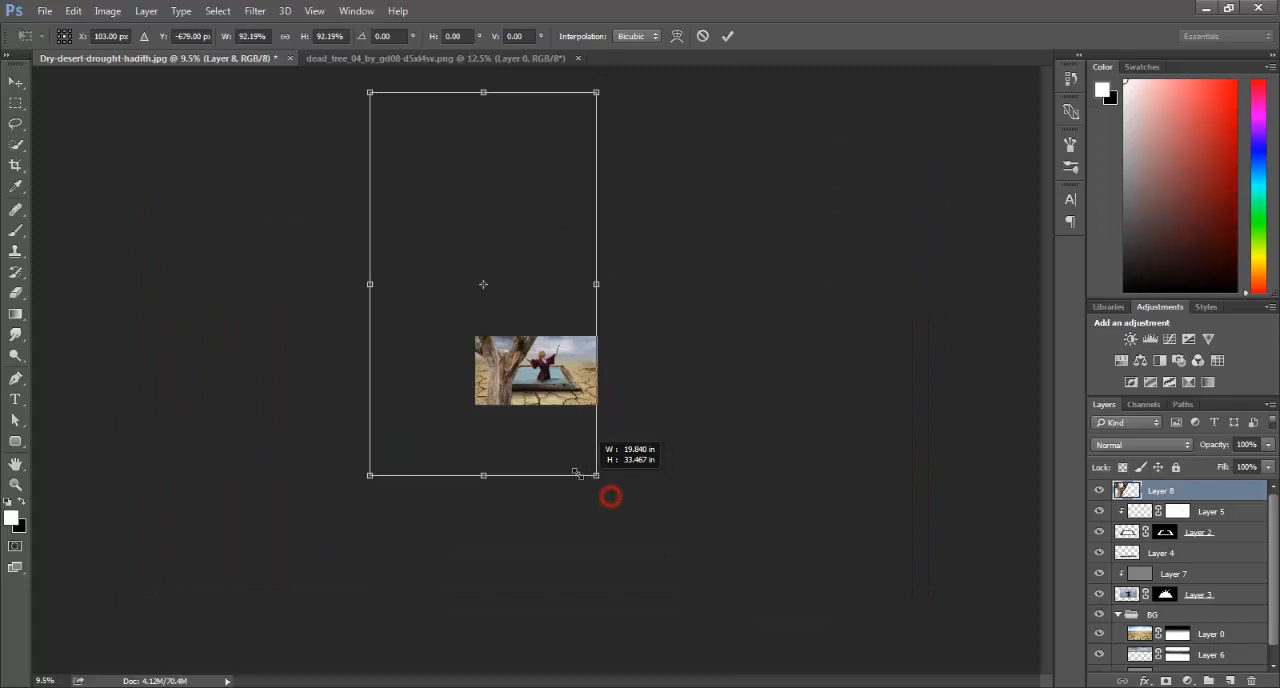 Ps File Edit Image Layer Type Select Filter 3D View Window Help
X: 103.00 px Y: -679.00 px W: 92.19% H: 92.19% 0.00 ° H: 0.00 ° V: 0.00 ° Interpolation: Bicubic Essentials
Dry-desert-drought-hadith.jpg @ 9.5% (Layer 8, RGB/8) * × dead_tree_04_by_gd08-d5xl4sv.png @ 12.5% (Layer 0, RGB/8*) ×
Color Swatches
W: 19.840 in
H: 33.467 in
Libraries Adjustments Styles
Add an adjustment
Layers Channels Paths
Kind
Normal Opacity: 100%
Lock: Fill: 100%
Layer 8
Layer 5
Layer 2
Layer 4
Layer 7
Layer 3
BG
Layer 0
Layer 6
9.5% Doc: 4.12M/70.4M